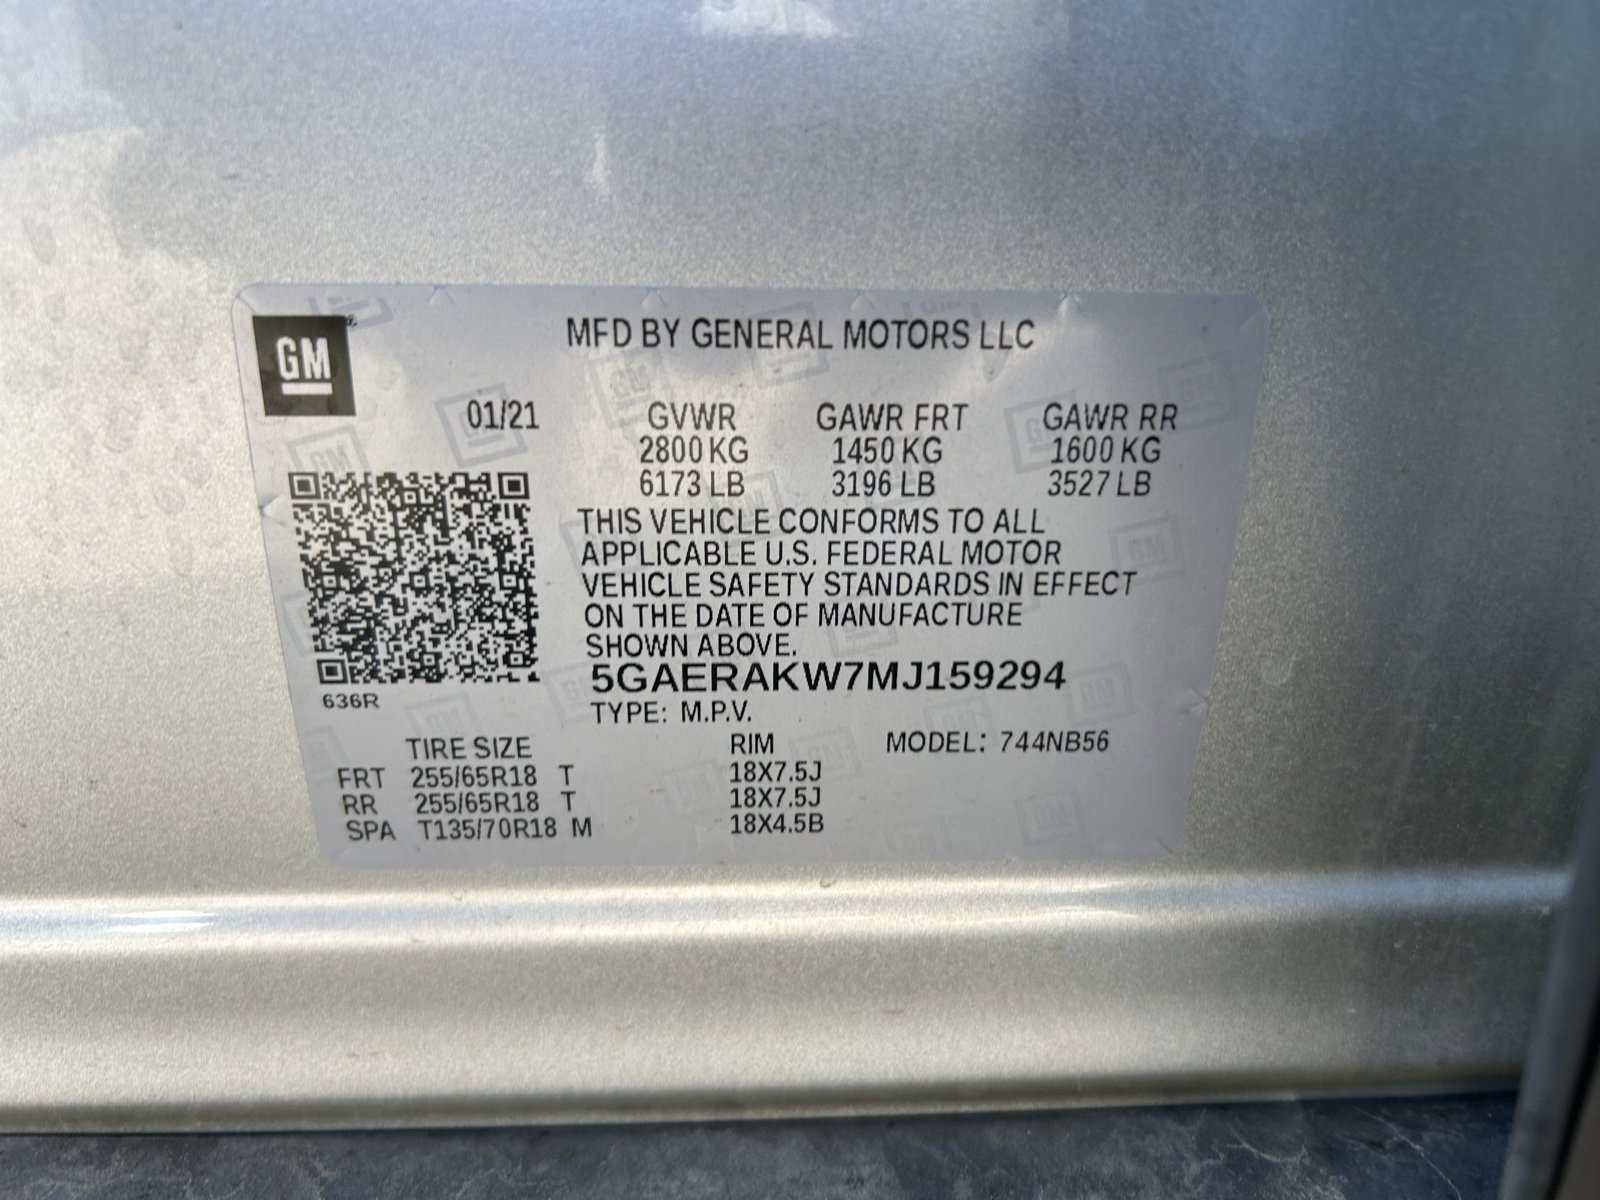 GM
MFD BY GENERAL MOTORS LLC
01/21 GVWR GAWR FRT GAWR RR
2800 KG 1450 KG 1600 KG
6173 LB 3196 LB 3527 LB
THIS VEHICLE CONFORMS TO ALL
APPLICABLE U.S. FEDERAL MOTOR
VEHICLE SAFETY STANDARDS IN EFFECT
ON THE DATE OF MANUFACTURE
SHOWN ABOVE.
5GAERAKW7MJ159294
636R
TYPE: M.P.V.
TIRE SIZE RIM MODEL: 744NB56
FRT 255/65R18 T 18X7.5J
RR 255/65R18 T 18X7.5J
SPA T135/70R18 M 18X4.5B